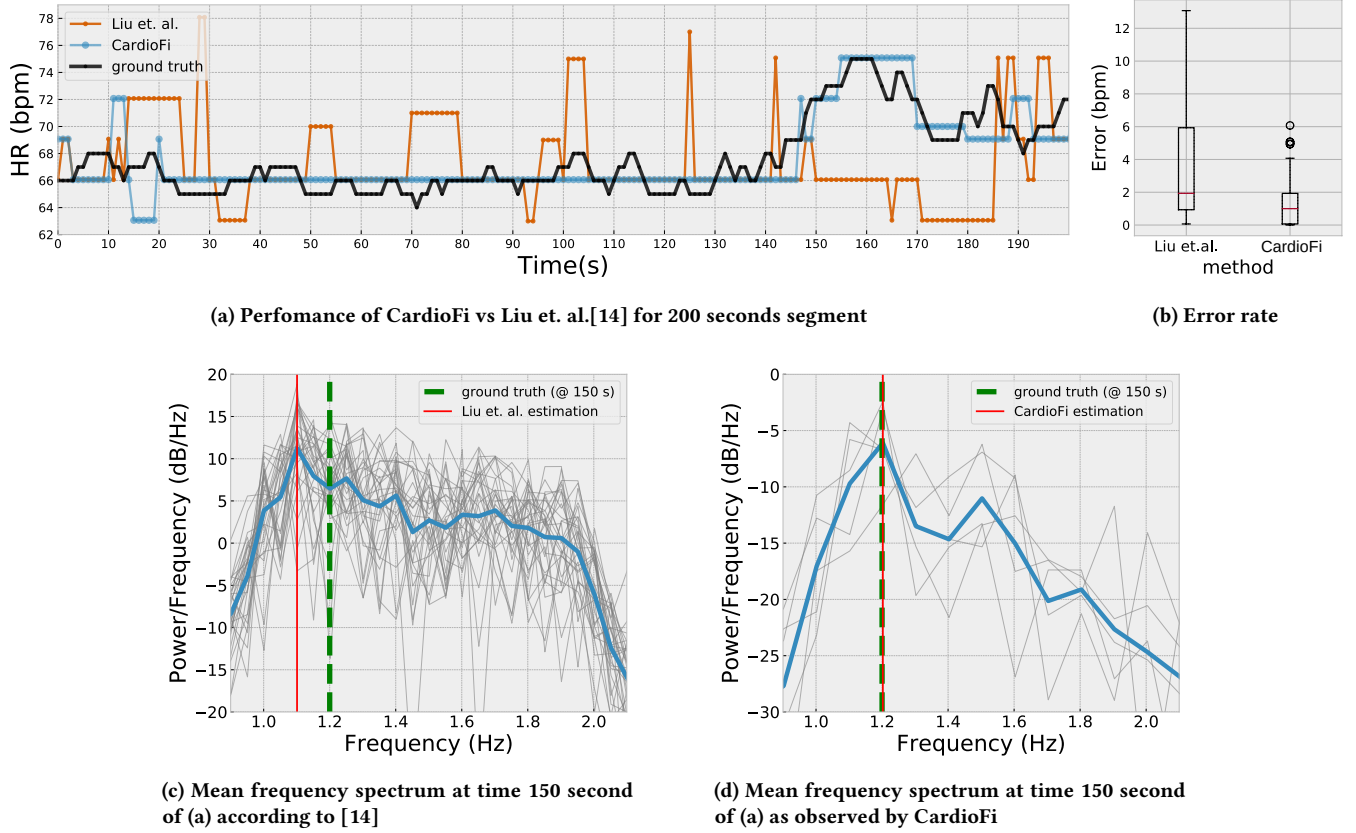 HR (bpm)
78
76
74
72
70
68
66
64
62
Liu et. al.
CardioFi
ground truth
0 10 20 30 40 50 60 70 80 90 100 110 120 130 140 150 160 170 180 190
Time(s)
(a) Perfomance of CardioFi vs Liu et. al.[14] for 200 seconds segment
Error (bpm)
12
10
8
6
4
2
0
Liu et.al. CardioFi
method
(b) Error rate
Power/Frequency (dB/Hz)
20
15
10
5
0
−5
−10
−15
−20
ground truth (@ 150 s)
Liu et. al. estimation
1.0 1.2 1.4 1.6 1.8 2.0
Frequency (Hz)
(c) Mean frequency spectrum at time 150 second
of (a) according to [14]
Power/Frequency (dB/Hz)
0
−5
−10
−15
−20
−25
−30
ground truth (@ 150 s)
CardioFi estimation
1.0 1.2 1.4 1.6 1.8 2.0
Frequency (Hz)
(d) Mean frequency spectrum at time 150 second
of (a) as observed by CardioFi